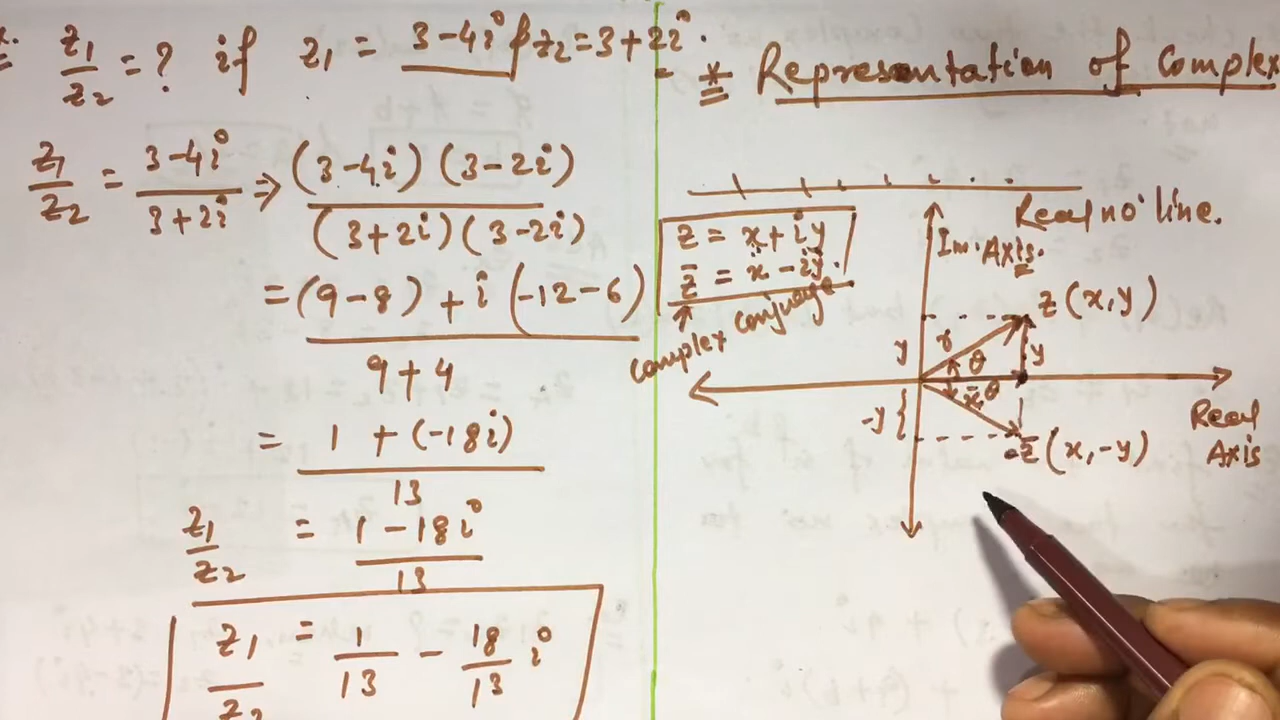 z₁/z₂ = ? if z₁ = 3-4i & z₂ = 3+2i.
z₁/z₂ = 3-4i / 3+2i ⇒ (3-4i) (3-2i) / (3+2i) (3-2i)
= (9-8) + i (-12-6) / 9+4
= 1 + (-18i) / 13
z₁/z₂ = 1-18i / 13
z₁/z₂ = 1/13 - 18/13 i
* Representation of Complex
Real no line.
z = x+iy
z̄ = x-iy.
complex conjugate
Im. Axis.
z (x,y)
y
r
θ
y
x
θ
-y
z̄ (x,-y)
Real
Axis